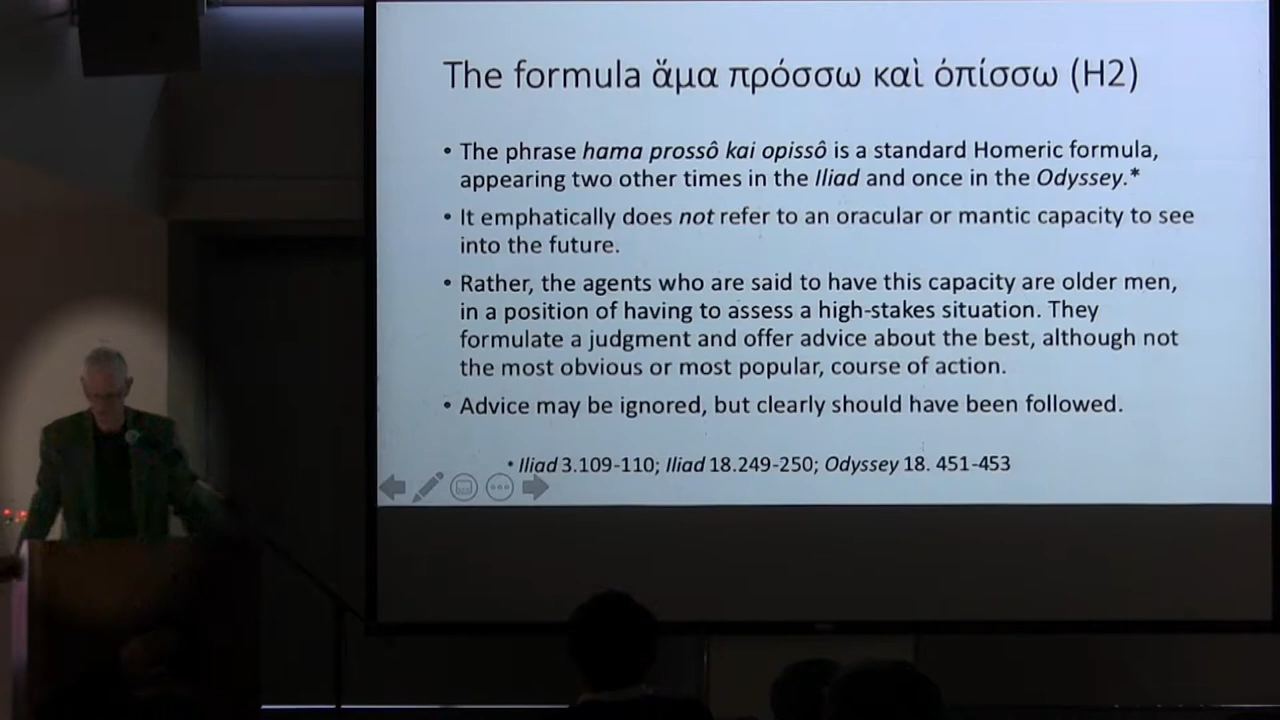 The formula ἅμα πρόσσω καὶ ὀπίσσω (H2)
• The phrase hama prossô kai opissô is a standard Homeric formula,
appearing two other times in the Iliad and once in the Odyssey.*
• It emphatically does not refer to an oracular or mantic capacity to see
into the future.
• Rather, the agents who are said to have this capacity are older men,
in a position of having to assess a high-stakes situation. They
formulate a judgment and offer advice about the best, although not
the most obvious or most popular, course of action.
• Advice may be ignored, but clearly should have been followed.
* Iliad 3.109-110; Iliad 18.249-250; Odyssey 18. 451-453